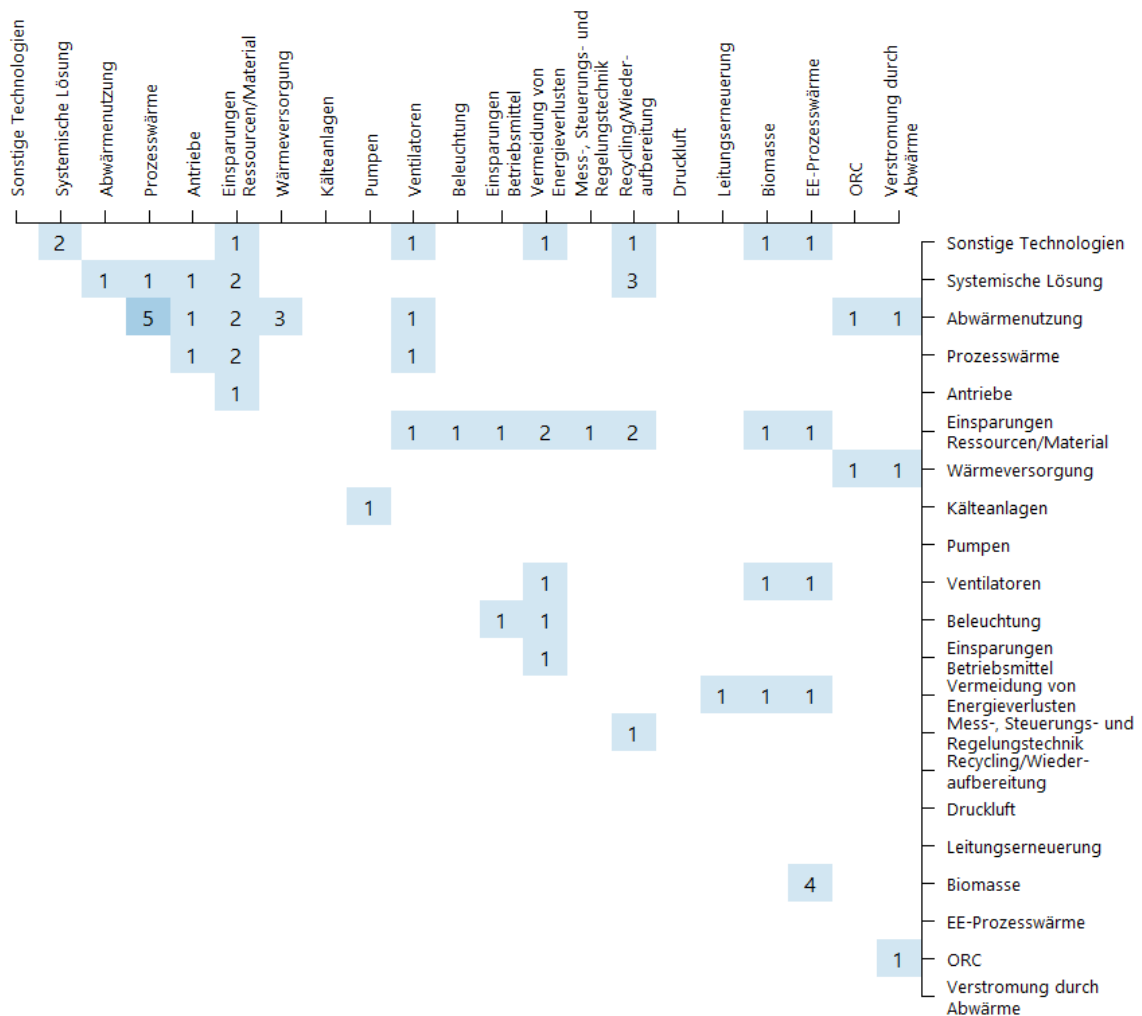 Sonstige Technologien
Systemische Lösung
Abwärmenutzung
Prozesswärme
Antriebe
Einsparungen
Ressourcen/Material
Wärmeversorgung
Kälteanlagen
Pumpen
Ventilatoren
Beleuchtung
Einsparungen
Betriebsmittel
Vermeidung von
Energieverlusten
Mess-, Steuerungs- und
Regelungstechnik
Recycling/Wieder-
aufbereitung
Druckluft
Leitungserneuerung
Biomasse
EE-Prozesswärme
ORC
Verstromung durch
Abwärme
2 1 1 1 1 1 1 Sonstige Technologien
1 1 1 2 3 Systemische Lösung
5 1 2 3 1 1 1 Abwärmenutzung
1 2 1 Prozesswärme
1 Antriebe
Einsparungen
1 1 1 2 1 2 1 1
Ressourcen/Material
1 1 Wärmeversorgung
1 Kälteanlagen
Pumpen
1 1 1 Ventilatoren
1 1 Beleuchtung
Einsparungen
1
Betriebsmittel
Vermeidung von
1 1 1
Energieverlusten
Mess-, Steuerungs- und
1
Regelungstechnik
Recycling/Wieder-
aufbereitung
Druckluft
Leitungserneuerung
4 Biomasse
EE-Prozesswärme
1 ORC
Verstromung durch
Abwärme